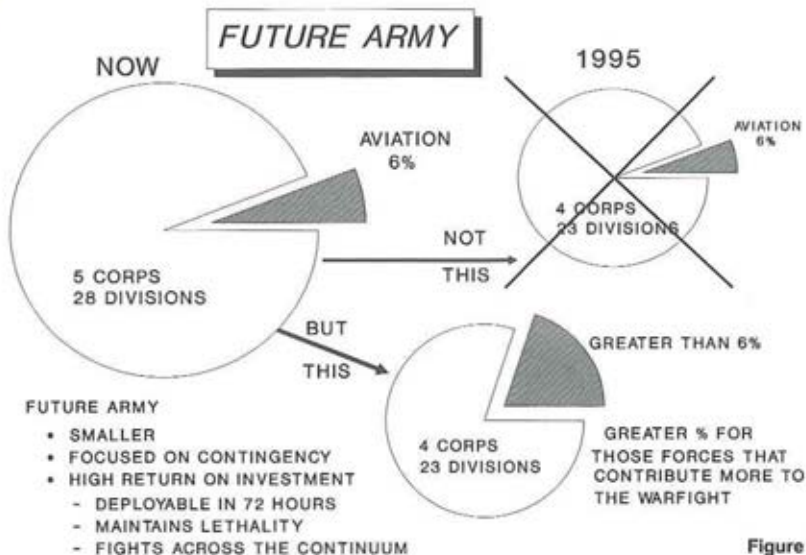 FUTURE ARMY
NOW
AVIATION
6%
5 CORPS
28 DIVISIONS
1995
AVIATION
6%
4 CORPS
23 DIVISIONS
NOT
THIS
BUT
THIS
GREATER THAN 6%
4 CORPS
23 DIVISIONS
GREATER % FOR
THOSE FORCES THAT
CONTRIBUTE MORE TO
THE WARFIGHT
FUTURE ARMY
• SMALLER
• FOCUSED ON CONTINGENCY
• HIGH RETURN ON INVESTMENT
- DEPLOYABLE IN 72 HOURS
- MAINTAINS LETHALITY
- FIGHTS ACROSS THE CONTINUUM
Figure